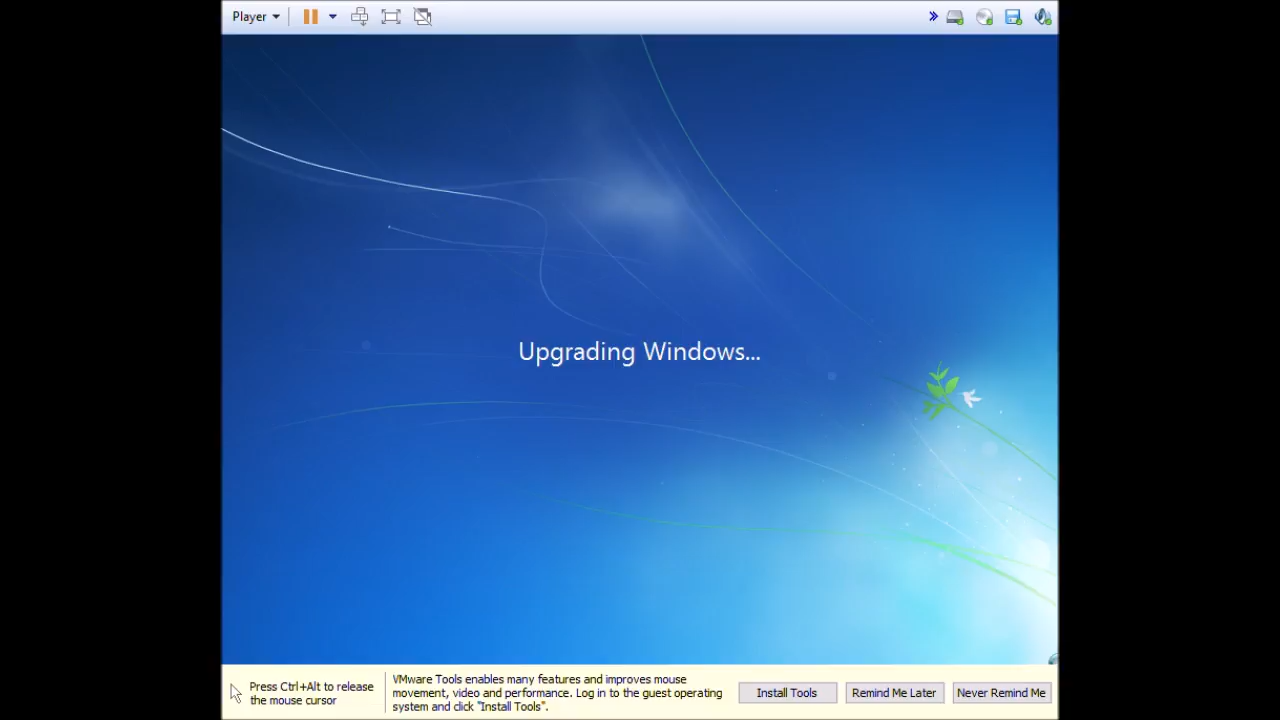 Player
Upgrading Windows...
Press Ctrl+Alt to release
the mouse cursor
VMware Tools enables many features and improves mouse
movement, video and performance. Log in to the guest operating
system and click "Install Tools".
Install Tools
Remind Me Later
Never Remind Me